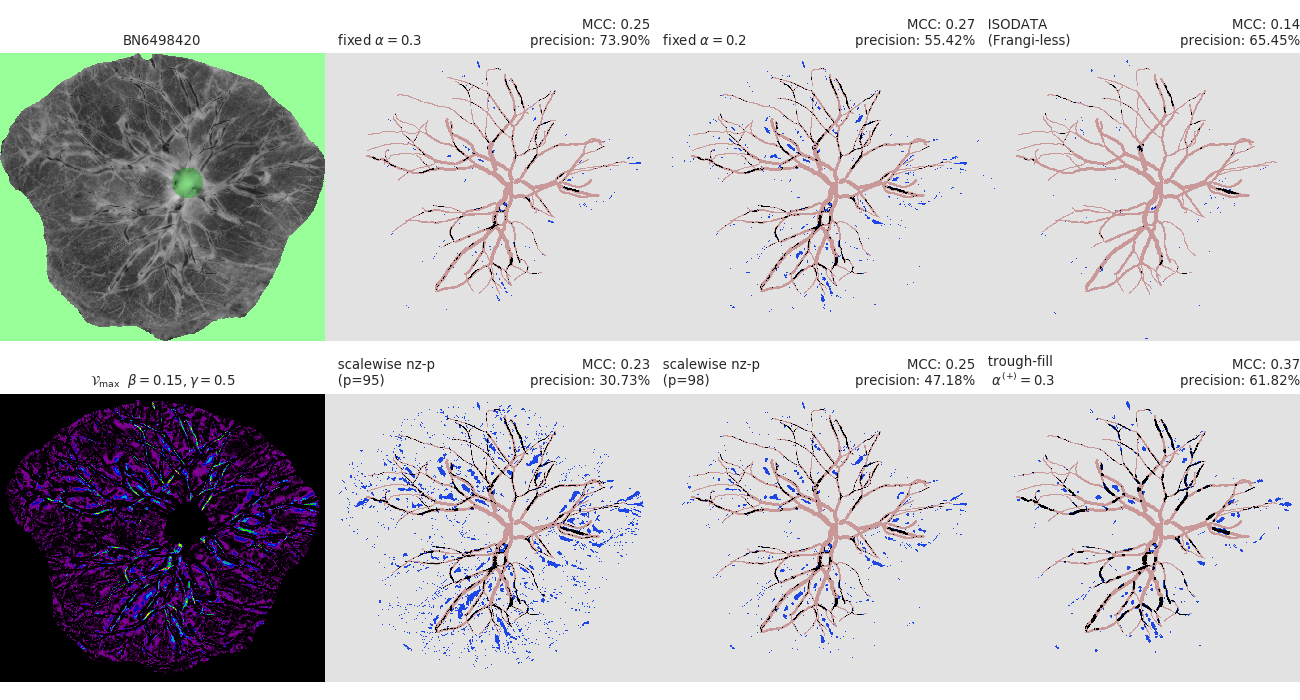 BN6498420
fixed α = 0.3
MCC: 0.25
precision: 73.90%
fixed α = 0.2
MCC: 0.27
precision: 55.42%
ISODATA
(Frangi-less)
MCC: 0.14
precision: 65.45%
𝒱max β = 0.15, γ = 0.5
scalewise nz-p
(p=95)
MCC: 0.23
precision: 30.73%
scalewise nz-p
(p=98)
MCC: 0.25
precision: 47.18%
trough-fill
α(+) = 0.3
MCC: 0.37
precision: 61.82%